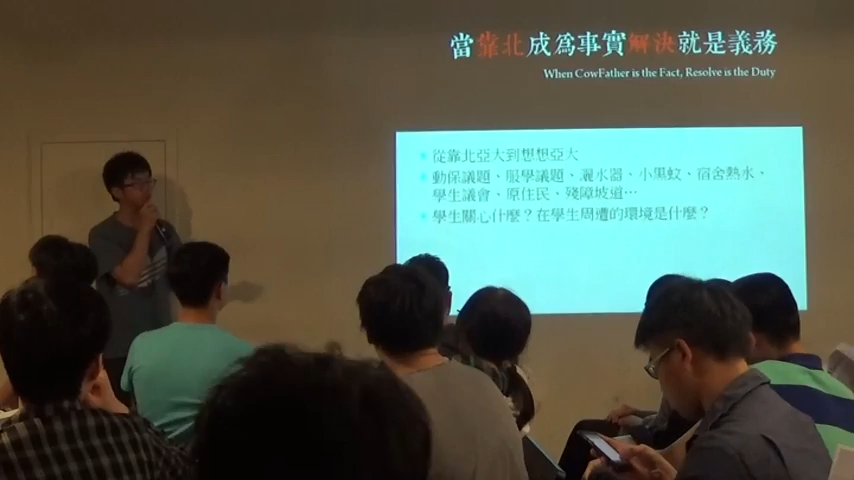 當靠北成為事實解決就是義務
When CowFather is the Fact, Resolve is the Duty
從靠北亞大到想想亞大
動保議題、服學議題、灑水器、小黑蚊、宿舍熱水、
學生議會、原住民、殘障坡道…
學生關心什麼？在學生周遭的環境是什麼？